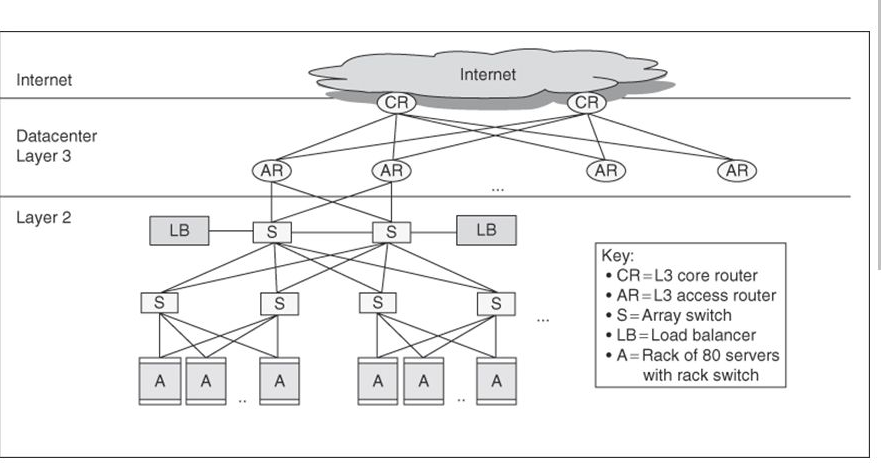 Internet
Internet
CR CR
Datacenter
Layer 3
AR AR AR AR
...
Layer 2
LB S S LB
S S S S
...
A A A A A A
.. ..
Key:
• CR=L3 core router
• AR=L3 access router
• S=Array switch
• LB=Load balancer
• A=Rack of 80 servers
with rack switch